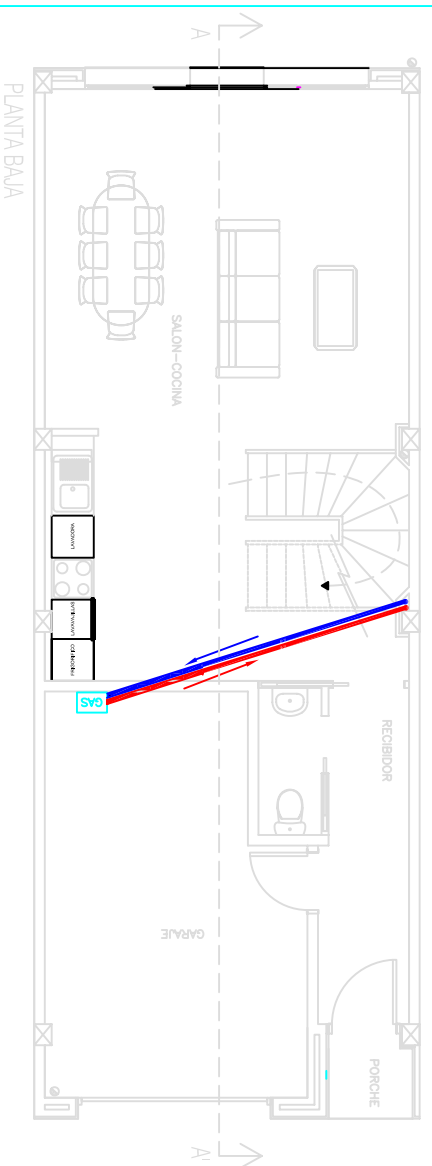 A
PLANTA BAJA
SALON-COCINA
LAVADORA
LAVAVAJILLAS
FRIGORIFICO
GAS
RECIBIDOR
GARAJE
PORCHE
A'